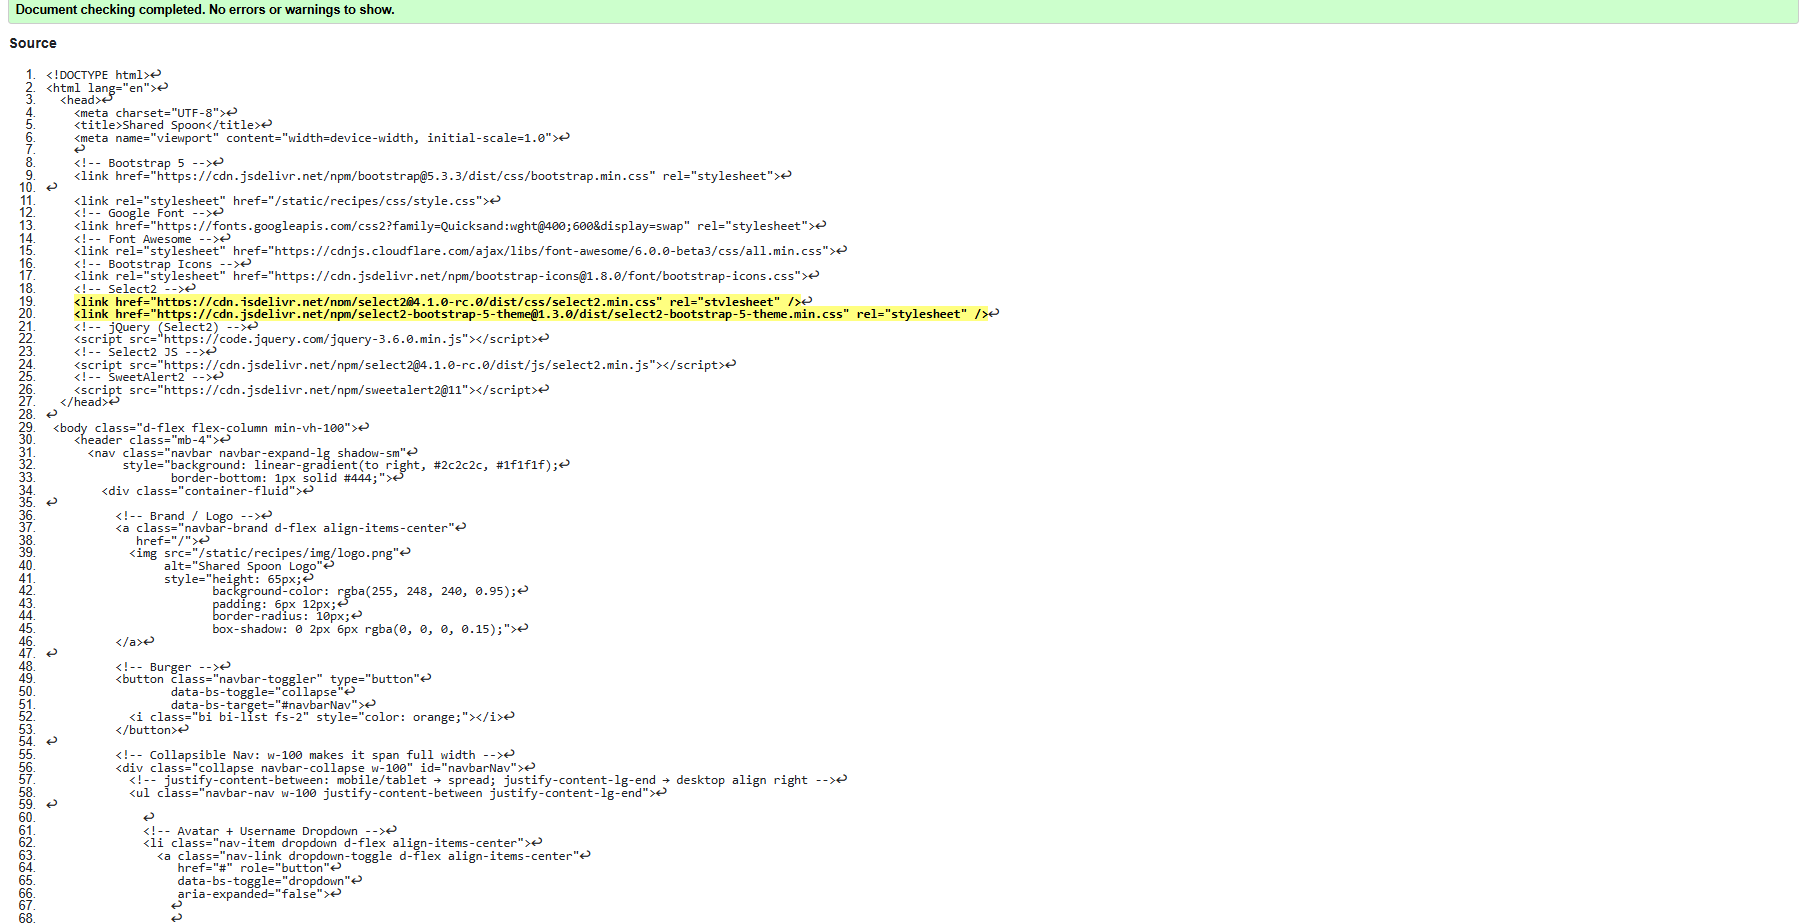 Document checking completed. No errors or warnings to show.
Source
1. <!DOCTYPE html>↩
2. <html lang="en">↩
3. <head>↩
4. <meta charset="UTF-8">↩
5. <title>Shared Spoon</title>↩
6. <meta name="viewport" content="width=device-width, initial-scale=1.0">↩
7. ↩
8. <!-- Bootstrap 5 -->↩
9. <link href="https://cdn.jsdelivr.net/npm/bootstrap@5.3.3/dist/css/bootstrap.min.css" rel="stylesheet">↩
10. ↩
11. <link rel="stylesheet" href="/static/recipes/css/style.css">↩
12. <!-- Google Font -->↩
13. <link href="https://fonts.googleapis.com/css2?family=Quicksand:wght@400;600&display=swap" rel="stylesheet">↩
14. <!-- Font Awesome -->↩
15. <link rel="stylesheet" href="https://cdnjs.cloudflare.com/ajax/libs/font-awesome/6.0.0-beta3/css/all.min.css">↩
16. <!-- Bootstrap Icons -->↩
17. <link rel="stylesheet" href="https://cdn.jsdelivr.net/npm/bootstrap-icons@1.8.0/font/bootstrap-icons.css">↩
18. <!-- Select2 -->↩
19. <link href="https://cdn.jsdelivr.net/npm/select2@4.1.0-rc.0/dist/css/select2.min.css" rel="stylesheet" />↩
20. <link href="https://cdn.jsdelivr.net/npm/select2-bootstrap-5-theme@1.3.0/dist/select2-bootstrap-5-theme.min.css" rel="stylesheet" />↩
21. <!-- jQuery (Select2) -->↩
22. <script src="https://code.jquery.com/jquery-3.6.0.min.js"></script>↩
23. <!-- Select2 JS -->↩
24. <script src="https://cdn.jsdelivr.net/npm/select2@4.1.0-rc.0/dist/js/select2.min.js"></script>↩
25. <!-- SweetAlert2 -->↩
26. <script src="https://cdn.jsdelivr.net/npm/sweetalert2@11"></script>↩
27. </head>↩
28. ↩
29. <body class="d-flex flex-column min-vh-100">↩
30. <header class="mb-4">↩
31. <nav class="navbar navbar-expand-lg shadow-sm"↩
32. style="background: linear-gradient(to right, #2c2c2c, #1f1f1f);↩
33. border-bottom: 1px solid #444;">↩
34. <div class="container-fluid">↩
35. ↩
36. <!-- Brand / Logo -->↩
37. <a class="navbar-brand d-flex align-items-center"↩
38. href="/">↩
39. <img src="/static/recipes/img/logo.png"↩
40. alt="Shared Spoon Logo"↩
41. style="height: 65px;↩
42. background-color: rgba(255, 248, 240, 0.95);↩
43. padding: 6px 12px;↩
44. border-radius: 10px;↩
45. box-shadow: 0 2px 6px rgba(0, 0, 0, 0.15);">↩
46. </a>↩
47. ↩
48. <!-- Burger -->↩
49. <button class="navbar-toggler" type="button"↩
50. data-bs-toggle="collapse"↩
51. data-bs-target="#navbarNav">↩
52. <i class="bi bi-list fs-2" style="color: orange;"></i>↩
53. </button>↩
54. ↩
55. <!-- Collapsible Nav: w-100 makes it span full width -->↩
56. <div class="collapse navbar-collapse w-100" id="navbarNav">↩
57. <!-- justify-content-between: mobile/tablet → spread; justify-content-lg-end → desktop align right -->↩
58. <ul class="navbar-nav w-100 justify-content-between justify-content-lg-end">↩
59. ↩
60. ↩
61. <!-- Avatar + Username Dropdown -->↩
62. <li class="nav-item dropdown d-flex align-items-center">↩
63. <a class="nav-link dropdown-toggle d-flex align-items-center"↩
64. href="#" role="button"↩
65. data-bs-toggle="dropdown"↩
66. aria-expanded="false">↩
67. ↩
68. ↩